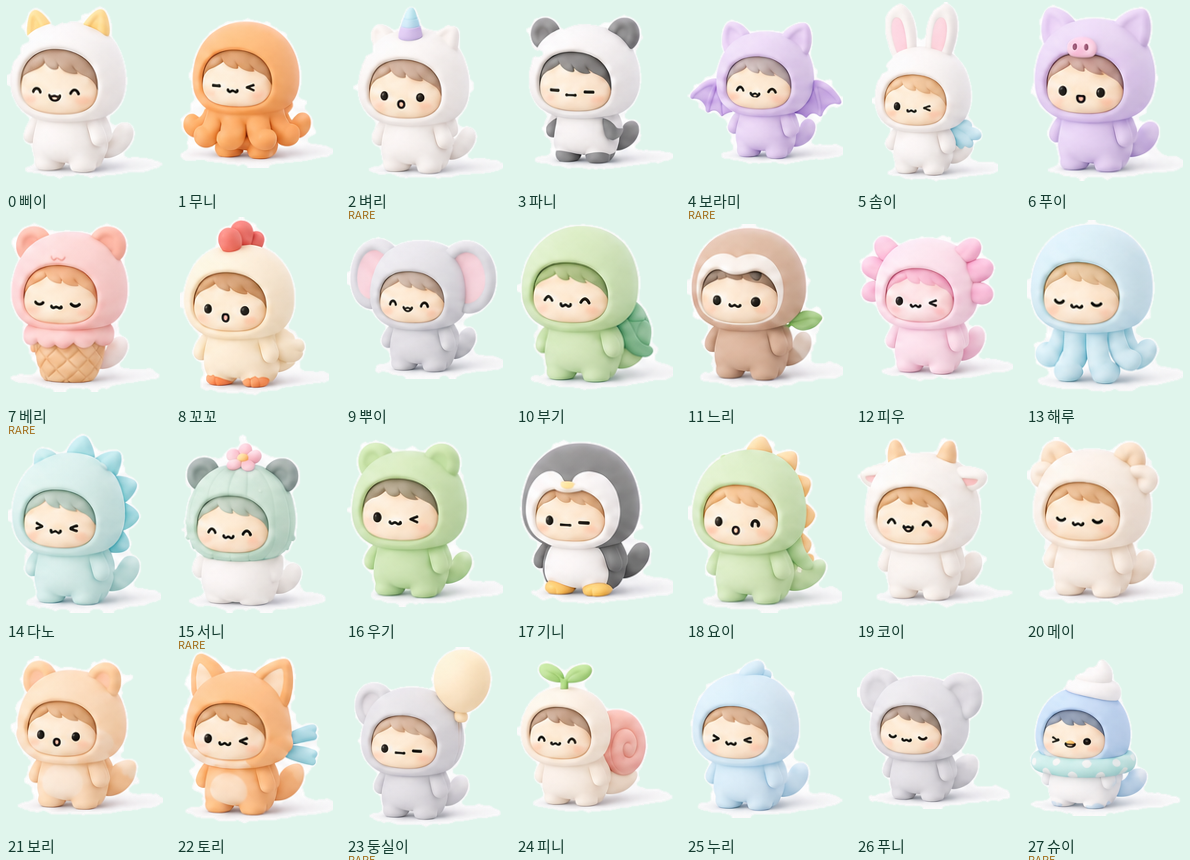 0 삐이
1 무니
2 벼리
RARE
3 파니
4 보라미
RARE
5 솜이
6 푸이
7 베리
RARE
8 꼬꼬
9 뿌이
10 부기
11 느리
12 피우
13 해루
14 다노
15 서니
RARE
16 우기
17 기니
18 요이
19 코이
20 메이
21 보리
22 토리
23 둥실이
RARE
24 피니
25 누리
26 푸니
27 슈이
RARE